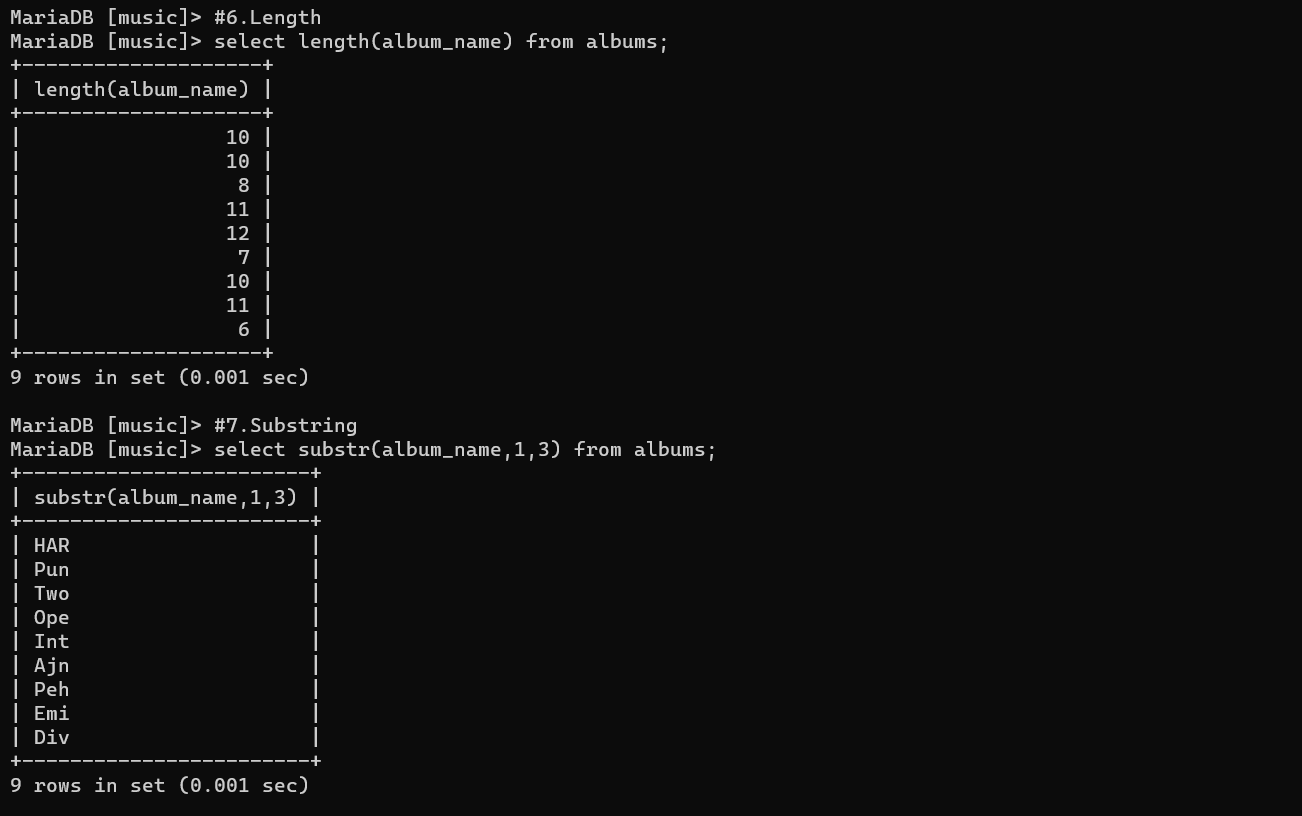 MariaDB [music]> #6.Length
MariaDB [music]> select length(album_name) from albums;
+--------------------+
| length(album_name) |
+--------------------+
|                 10 |
|                 10 |
|                  8 |
|                 11 |
|                 12 |
|                  7 |
|                 10 |
|                 11 |
|                  6 |
+--------------------+
9 rows in set (0.001 sec)

MariaDB [music]> #7.Substring
MariaDB [music]> select substr(album_name,1,3) from albums;
+------------------------+
| substr(album_name,1,3) |
+------------------------+
| HAR                    |
| Pun                    |
| Two                    |
| Ope                    |
| Int                    |
| Ajn                    |
| Peh                    |
| Emi                    |
| Div                    |
+------------------------+
9 rows in set (0.001 sec)